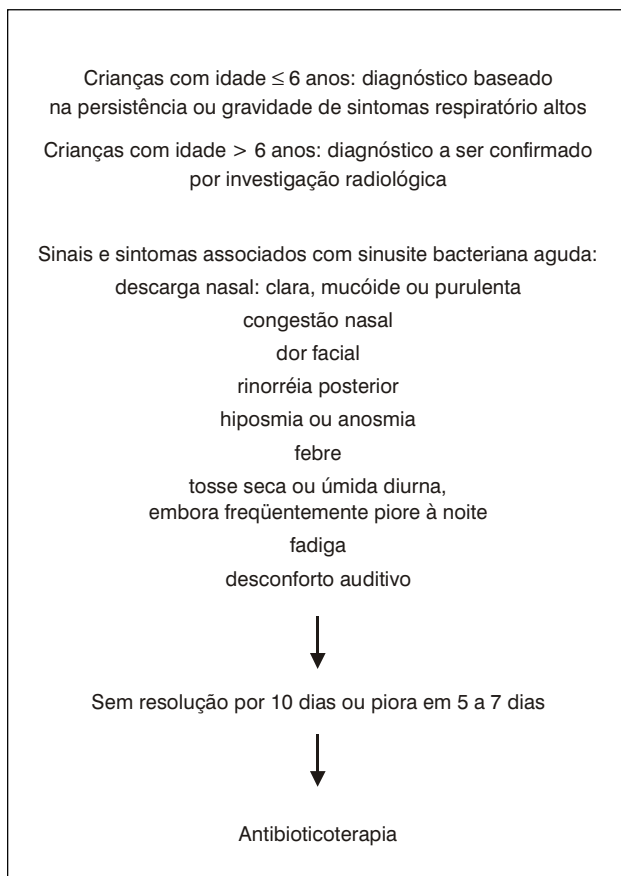 Crianças com idade ≤ 6 anos: diagnóstico baseado
na persistência ou gravidade de sintomas respiratório altos
Crianças com idade > 6 anos: diagnóstico a ser confirmado
por investigação radiológica
Sinais e sintomas associados com sinusite bacteriana aguda:
descarga nasal: clara, mucóide ou purulenta
congestão nasal
dor facial
rinorréia posterior
hiposmia ou anosmia
febre
tosse seca ou úmida diurna,
embora freqüentemente piore à noite
fadiga
desconforto auditivo
Sem resolução por 10 dias ou piora em 5 a 7 dias
Antibioticoterapia